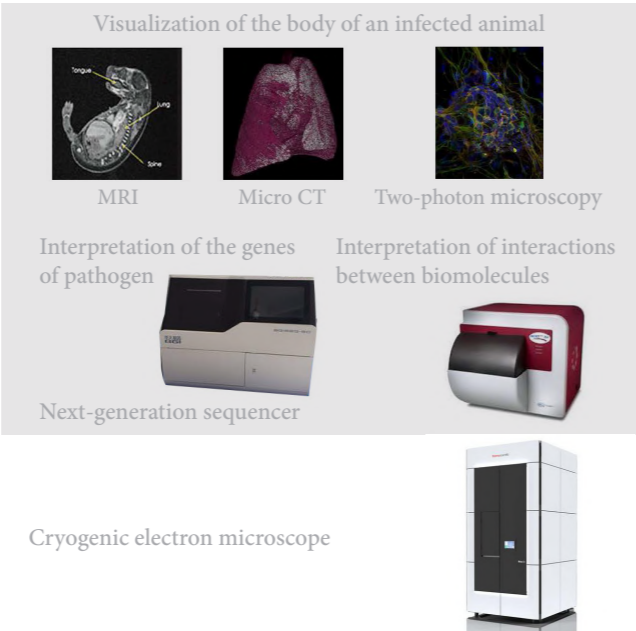 Visualization of the body of an infected animal
Tongue
Lung
Spine
MRI
Micro CT
Two-photon microscopy
Interpretation of the genes
of pathogen
Interpretation of interactions
between biomolecules
Next-generation sequencer
Cryogenic electron microscope